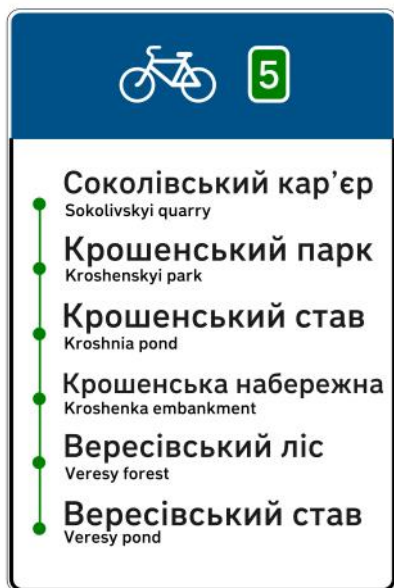 5
Соколівський кар’єр
Sokolivskyi quarry
Крошенський парк
Kroshenskyi park
Крошенський став
Kroshnia pond
Крошенська набережна
Kroshenka embankment
Вересівський ліс
Veresy forest
Вересівський став
Veresy pond